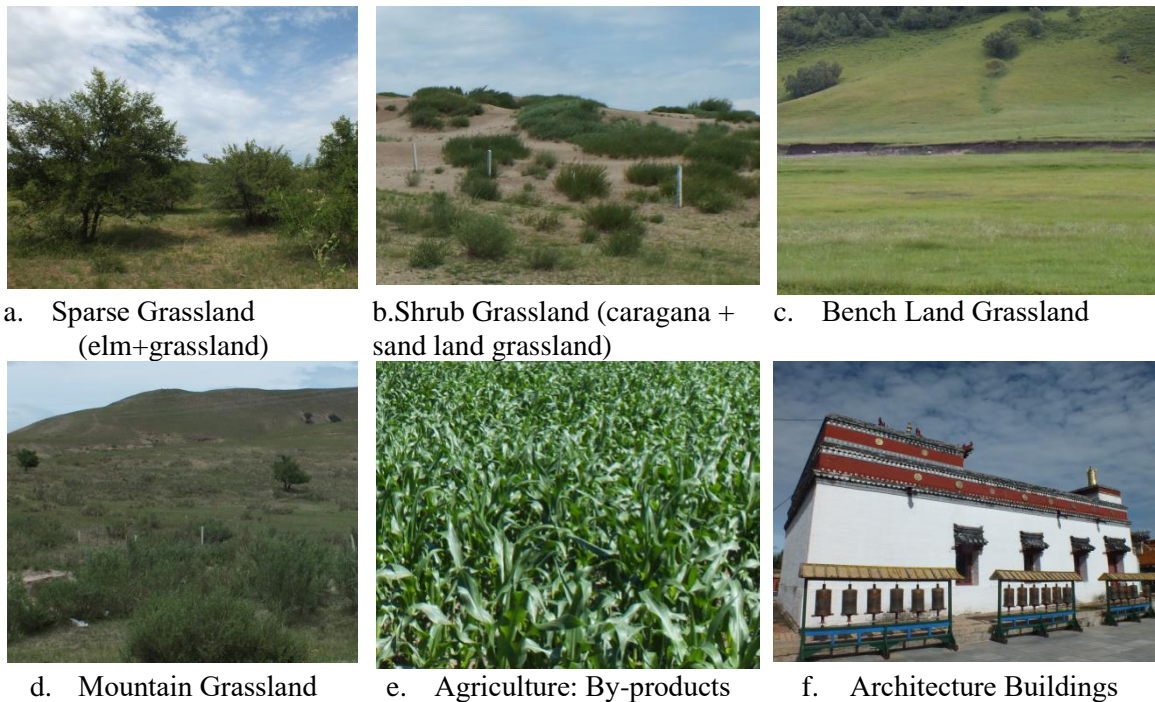 a. Sparse Grassland
(elm+grassland)
b.Shrub Grassland (caragana +
sand land grassland)
c. Bench Land Grassland
d. Mountain Grassland
e. Agriculture: By-products
f. Architecture Buildings